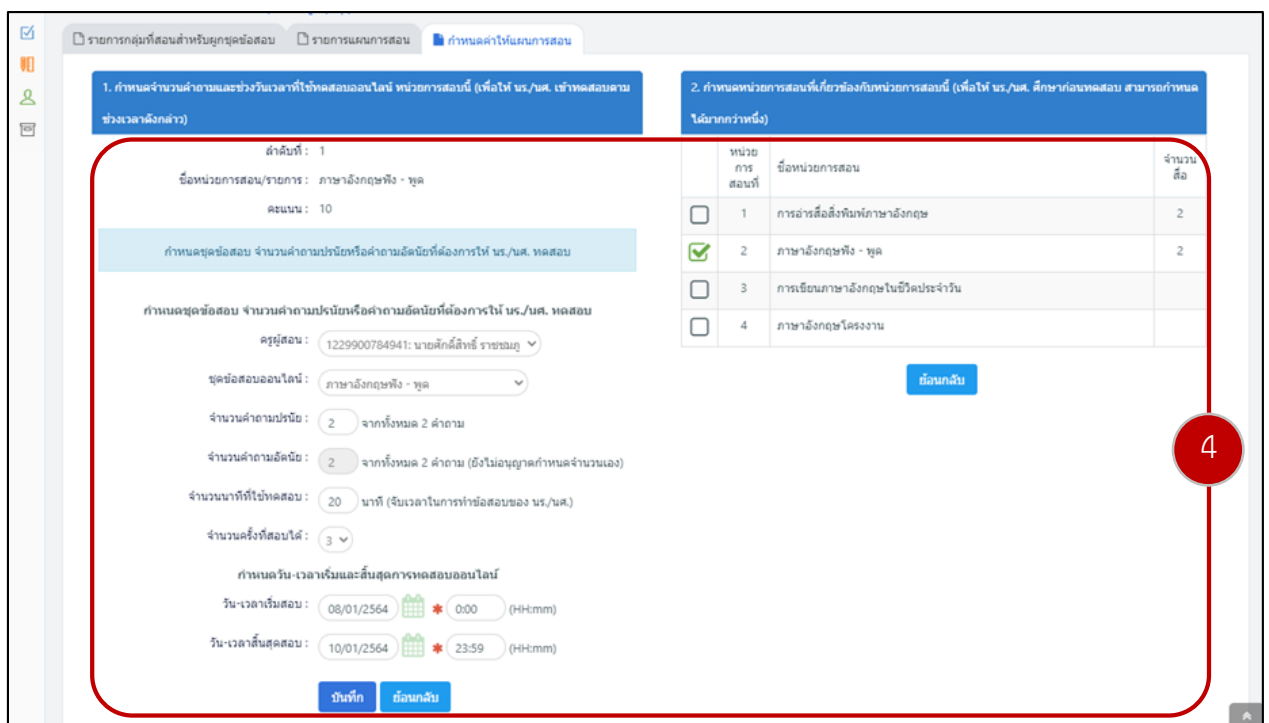 รายการกลุ่มที่สอนสำหรับผูกชุดข้อสอบ
รายการแผนการสอน
กำหนดค่าให้แผนการสอน
1. กำหนดจำนวนคำถามและช่วงวันเวลาที่ใช้ทดสอบออนไลน์ หน่วยการสอบนี้ (เพื่อให้ นร./นศ. เข้าทดสอบตาม
ช่วงเวลาดังกล่าว)
ลำดับที่ : 1
ชื่อหน่วยการสอน/รายการ : ภาษาอังกฤษฟัง - พูด
คะแนน : 10
กำหนดชุดข้อสอบ จำนวนคำถามปรนัยหรือคำถามอัตนัยที่ต้องการให้ นร./นศ. ทดสอบ
กำหนดชุดข้อสอบ จำนวนคำถามปรนัยหรือคำถามอัตนัยที่ต้องการให้ นร./นศ. ทดสอบ
ครูผู้สอน : 1229900784941: นายศักดิ์สิทธิ์ ราชชมภู
ชุดข้อสอบออนไลน์ : ภาษาอังกฤษฟัง - พูด
จำนวนคำถามปรนัย : 2 จากทั้งหมด 2 คำถาม
จำนวนคำถามอัตนัย : 2 จากทั้งหมด 2 คำถาม (ยังไม่อนุญาตกำหนดจำนวนเอง)
จำนวนนาทีที่ใช้ทดสอบ : 20 นาที (จับเวลาในการทำข้อสอบของ นร./นศ.)
จำนวนครั้งที่สอบได้ : 3
กำหนดวัน-เวลาเริ่มและสิ้นสุดการทดสอบออนไลน์
วัน-เวลาเริ่มสอบ : 08/01/2564 * 0:00 (HH:mm)
วัน-เวลาสิ้นสุดสอบ : 10/01/2564 * 23:59 (HH:mm)
บันทึก ย้อนกลับ
2. กำหนดหน่วยการสอนที่เกี่ยวข้องกับหน่วยการสอบนี้ (เพื่อให้ นร./นศ. ศึกษาก่อนทดสอบ สามารถกำหนด
ได้มากกว่าหนึ่ง)
หน่วย
การ
สอนที่
ชื่อหน่วยการสอน
จำนวน
สื่อ
1 การอ่ารสื่อสิ่งพิมพ์ภาษาอังกฤษ 2
2 ภาษาอังกฤษฟัง - พูด 2
3 การเขียนภาษาอังกฤษในชีวิตประจำวัน
4 ภาษาอังกฤษโครงงาน
ย้อนกลับ
4